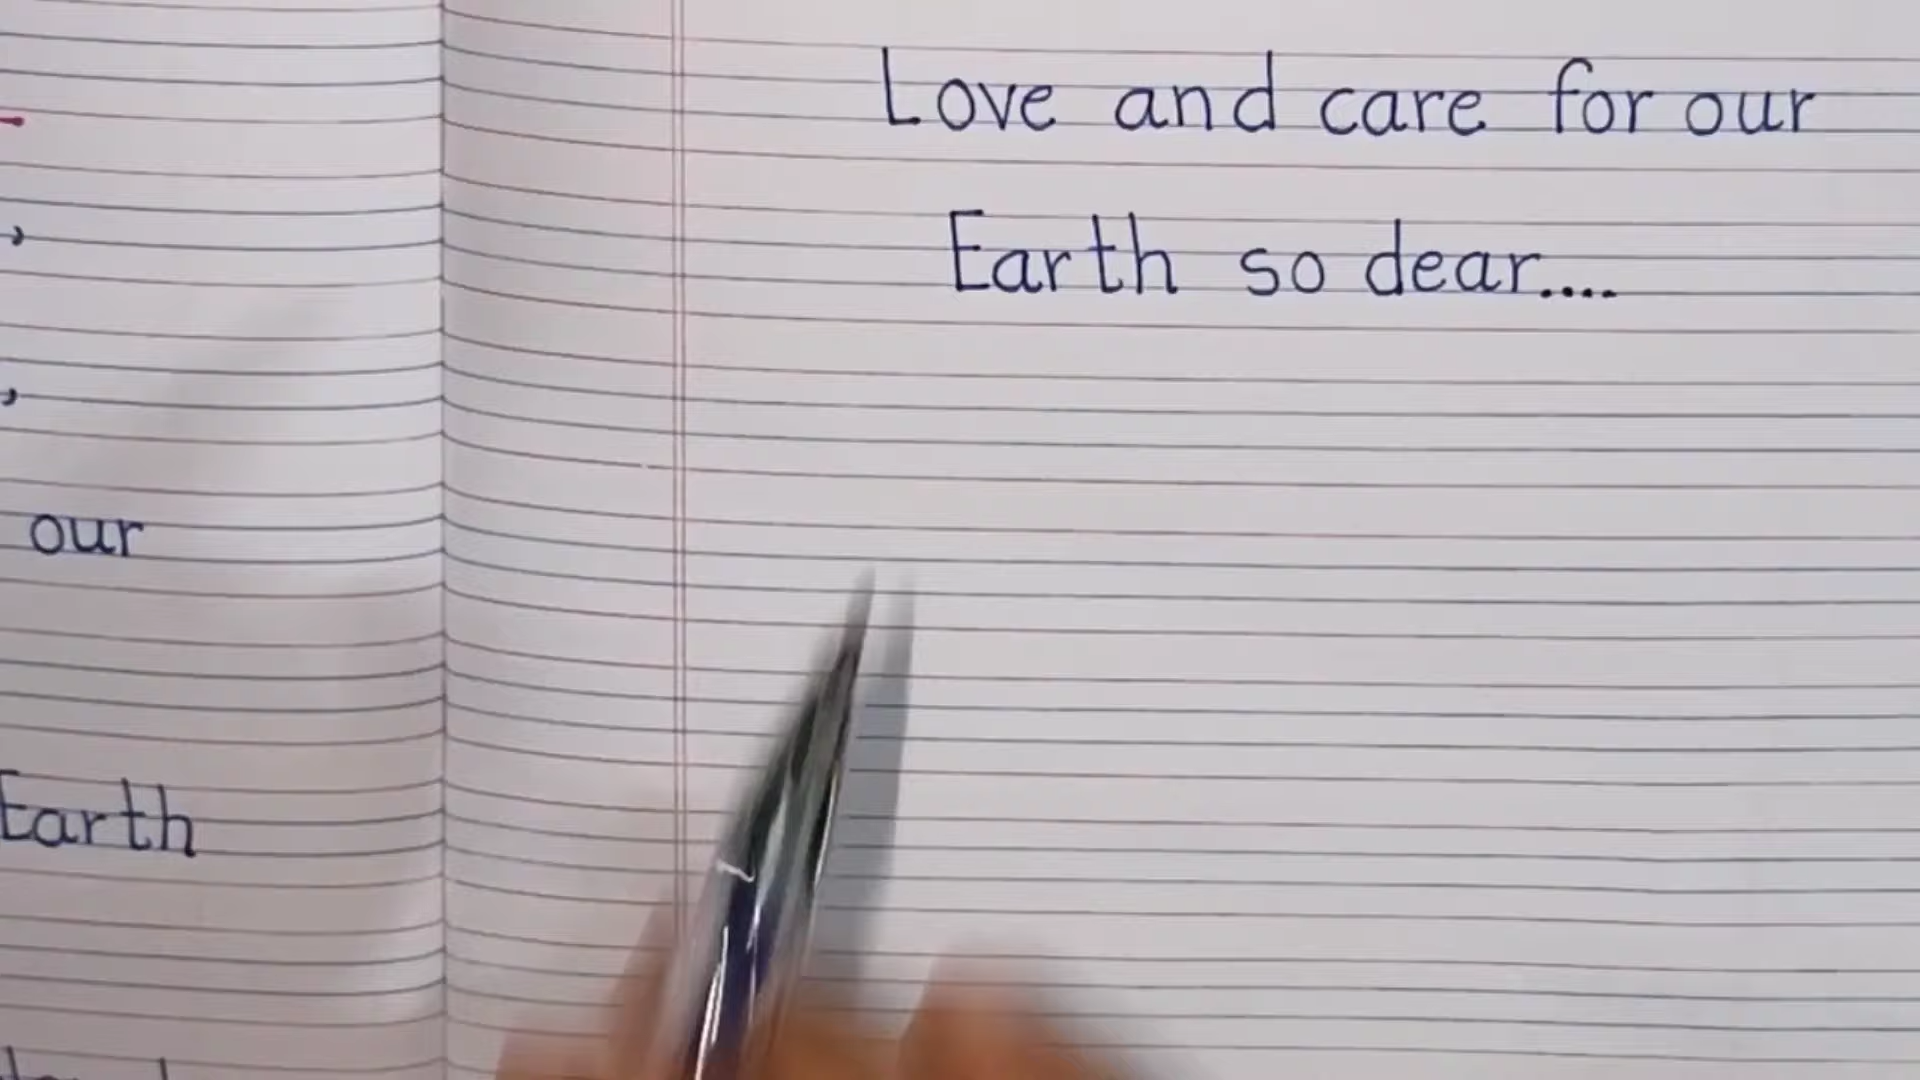 our
Earth
Love and care for our
Earth so dear....